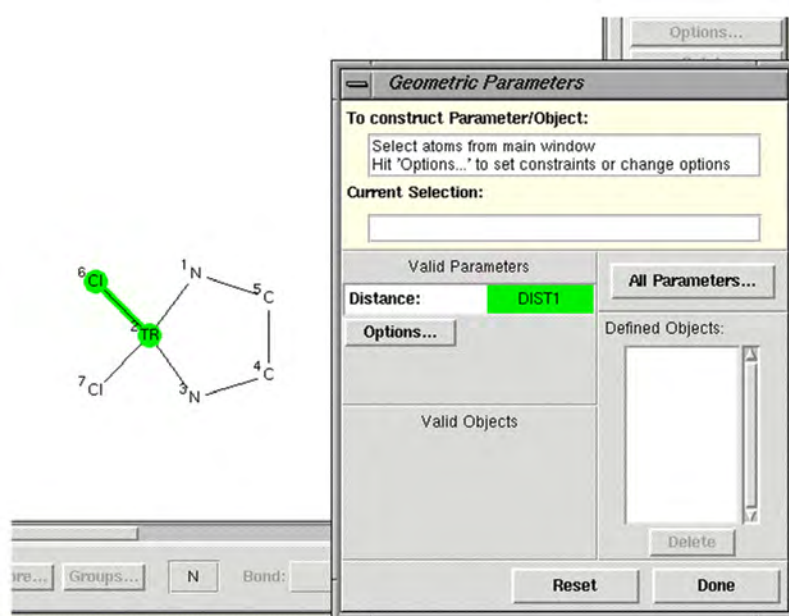 Options...
Geometric Parameters
To construct Parameter/Object:
Select atoms from main window
Hit 'Options...' to set constraints or change options
Current Selection:
Valid Parameters
Distance: DIST1
Options...
All Parameters...
Defined Objects:
Valid Objects
Delete
Reset Done
6 Cl
1 N
5 C
2 TR
4 C
7 Cl
3 N
Groups... N Bond: